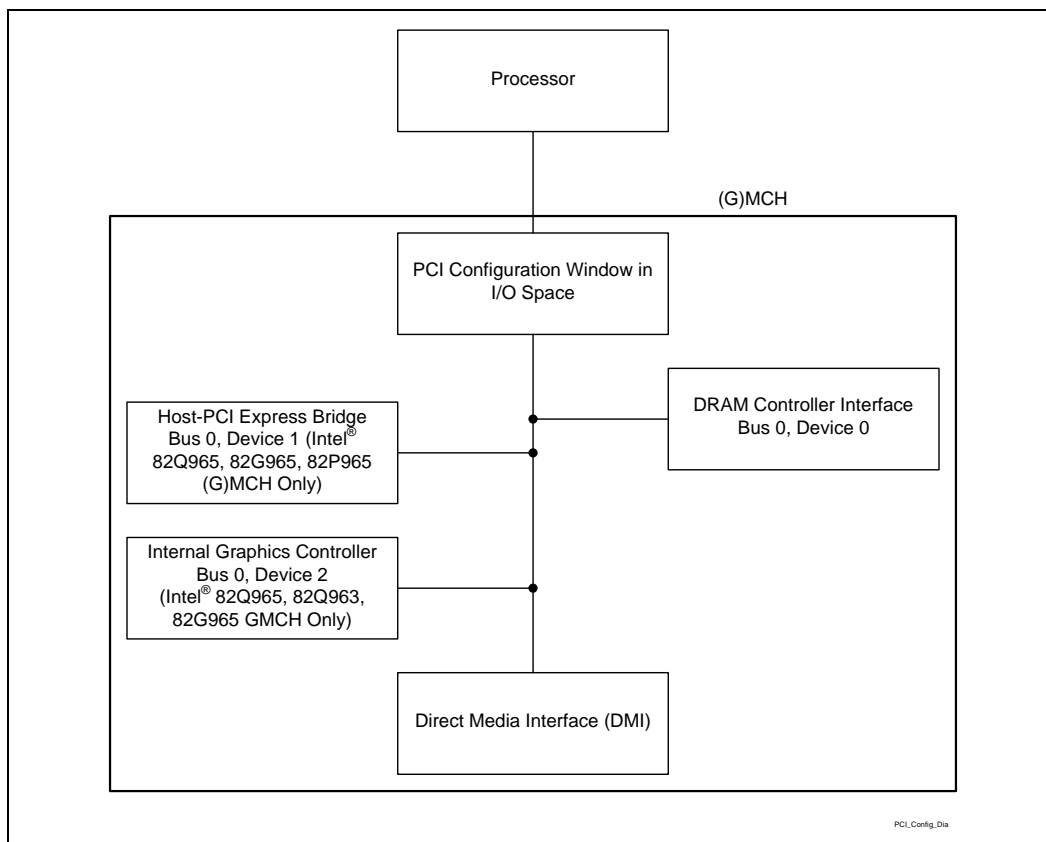 Processor
(G)MCH
PCI Configuration Window in
I/O Space
DRAM Controller Interface
Bus 0, Device 0
Host-PCI Express Bridge
Bus 0, Device 1 (Intel®
82Q965, 82G965, 82P965
(G)MCH Only)
Internal Graphics Controller
Bus 0, Device 2
(Intel® 82Q965, 82Q963,
82G965 GMCH Only)
Direct Media Interface (DMI)
PCI_Config_Dia